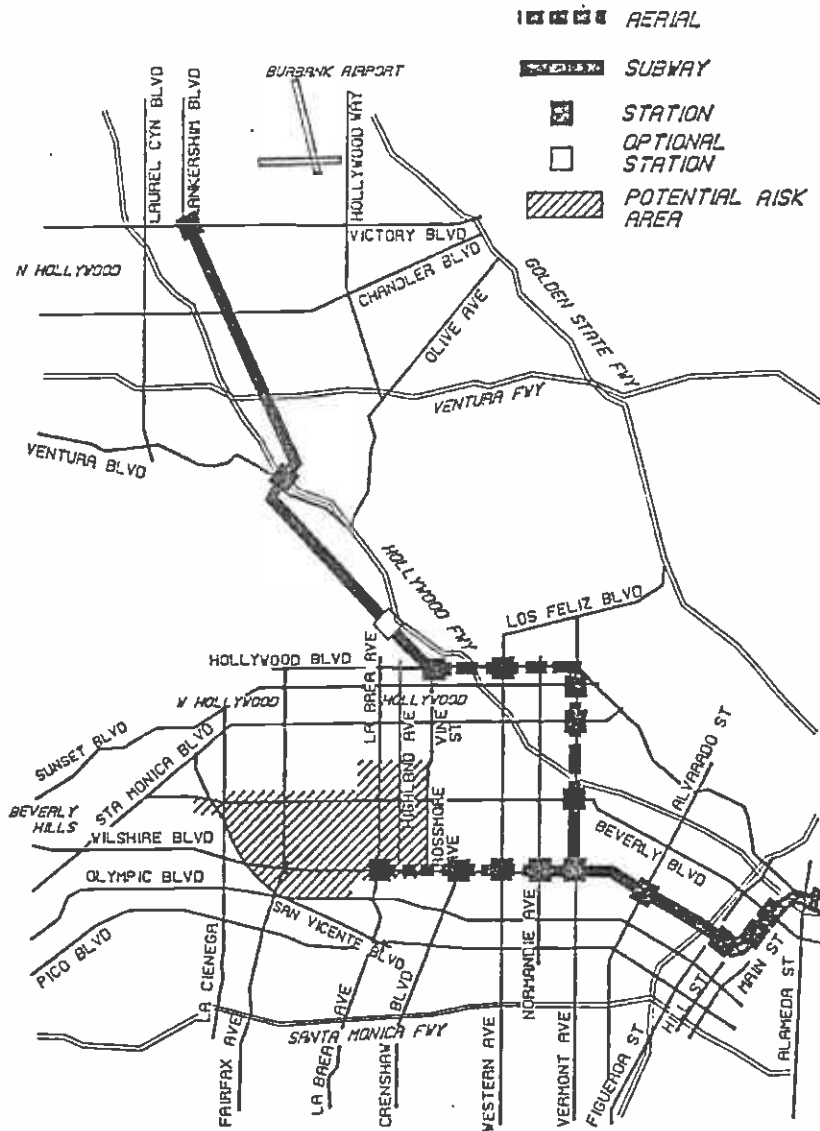 AERIAL
SUBWAY
STATION
OPTIONAL
STATION
POTENTIAL RISK
AREA
BURBANK AIRPORT
LAUREL CYN BLVD
LANKERSHIM BLVD
HOLLYWOOD WAY
VICTORY BLVD
N HOLLYWOOD
CHANDLER BLVD
OLIVE AVE
GOLDEN STATE FWY
VENTURA FWY
VENTURA BLVD
HOLLYWOOD FWY
LOS FELIZ BLVD
HOLLYWOOD BLVD
LA BREA AVE
W HOLLYWOOD
HOLLYWOOD
HIGHLAND AVE
VINE
ST
SUNSET BLVD
STA MONICA BLVD
ALVARADO ST
BEVERLY
HILLS
ROSSMORE
AVE
BEVERLY BLVD
WILSHIRE BLVD
OLYMPIC BLVD
SAN VICENTE BLVD
PICO BLVD
LA CIENEGA
FAIRFAX AVE
LA BREA AVE
CRENSHAW BLVD
SANTA MONICA FWY
WESTERN AVE
NORMANDIE AVE
VERMONT AVE
FIGUEROA ST
HILL ST
MAIN ST
ALAMEDA ST